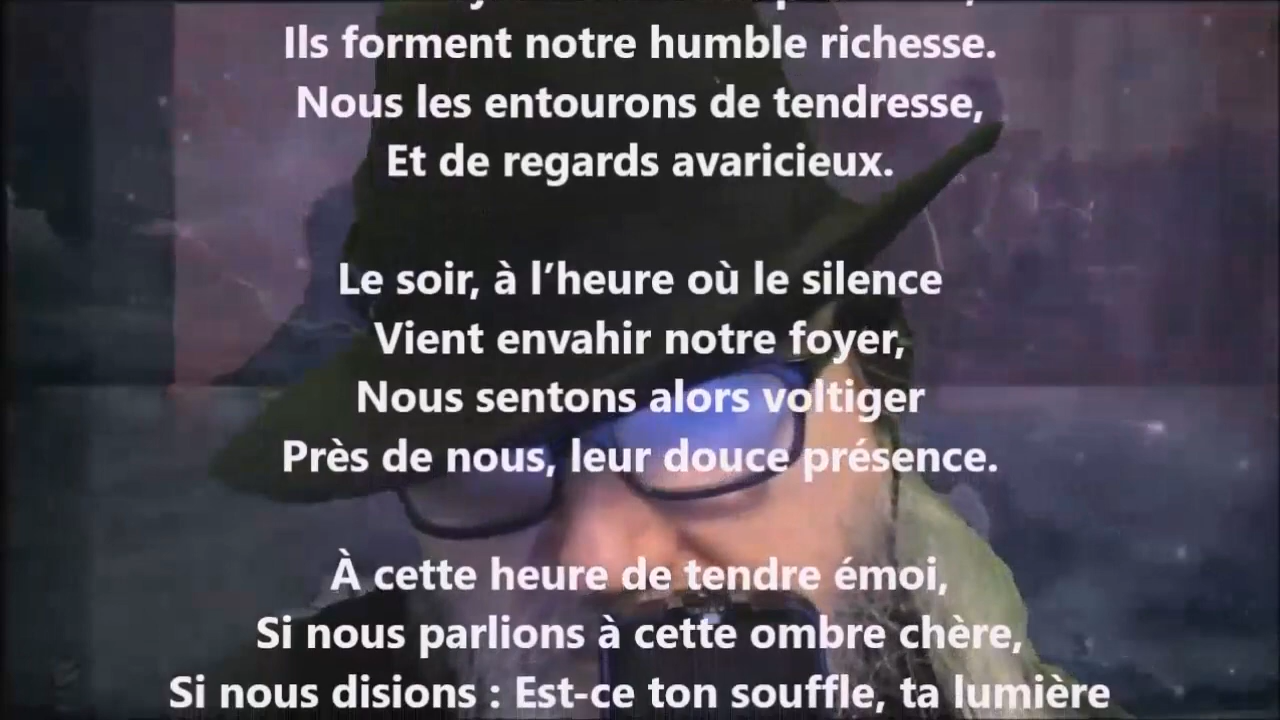 Ils forment notre humble richesse.
Nous les entourons de tendresse,
Et de regards avaricieux.
Le soir, à l’heure où le silence
Vient envahir notre foyer,
Nous sentons alors voltiger
Près de nous, leur douce présence.
À cette heure de tendre émoi,
Si nous parlions à cette ombre chère,
Si nous disions : Est-ce ton souffle, ta lumière